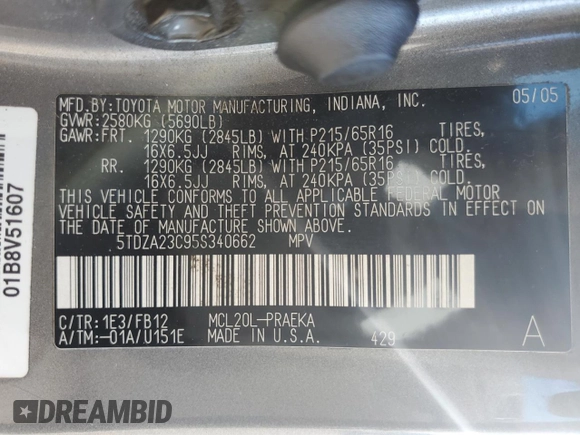 MFD.BY:TOYOTA MOTOR MANUFACTURING, INDIANA, INC. 05/05
GVWR: 2580KG (5690LB)
GAWR:FRT. 1290KG (2845LB) WITH P215/65R16 TIRES,
16X6.5JJ RIMS, AT 240KPA (35PSI) COLD.
RR. 1290KG (2845LB) WITH P215/65R16 TIRES,
16X6.5JJ RIMS, AT 240KPA (35PSI) COLD.
THIS VEHICLE CONFORMS TO ALL APPLICABLE FEDERAL MOTOR
VEHICLE SAFETY AND THEFT PREVENTION STANDARDS IN EFFECT ON
THE DATE OF MANUFACTURE SHOWN ABOVE.
5TDZA23C95S340662 MPV
C/TR:1E3/FB12 MCL20L-PRAEKA
A/TM:-01A/U151E MADE IN U.S.A. 429 A
01B8V51607
DREAMBID